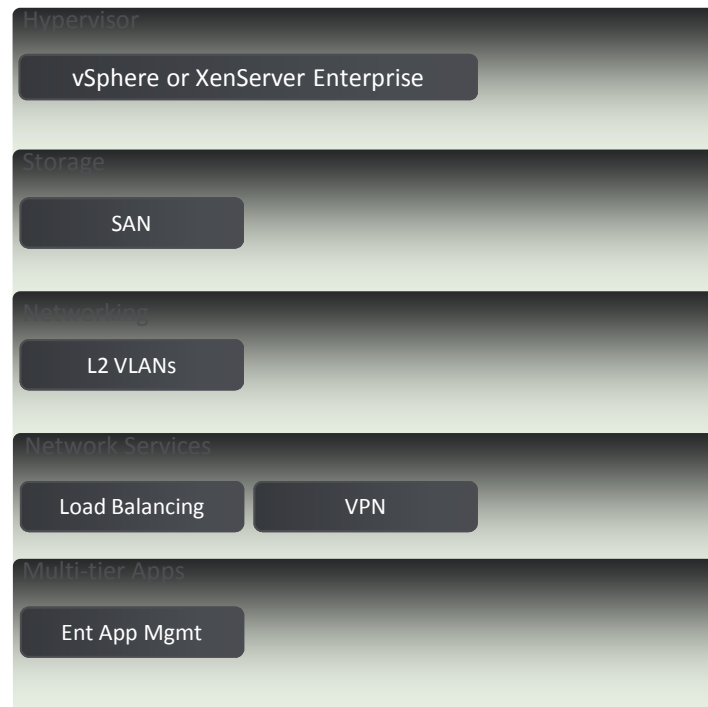 Hypervisor
vSphere or XenServer Enterprise
Storage
SAN
Networking
L2 VLANs
Network Services
Load Balancing
VPN
Multi-tier Apps
Ent App Mgmt